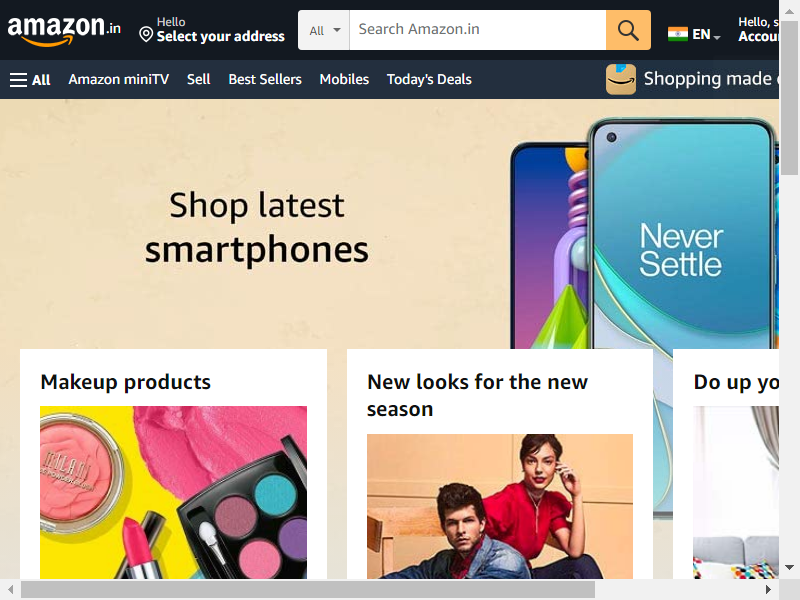 amazon.in
Hello
Select your address
All
Search Amazon.in
EN
Hello, s
Accou
All
Amazon miniTV
Sell
Best Sellers
Mobiles
Today's Deals
Shopping made
Shop latest
smartphones
Never
Settle
Makeup products
New looks for the new
season
Do up yo
MILANI